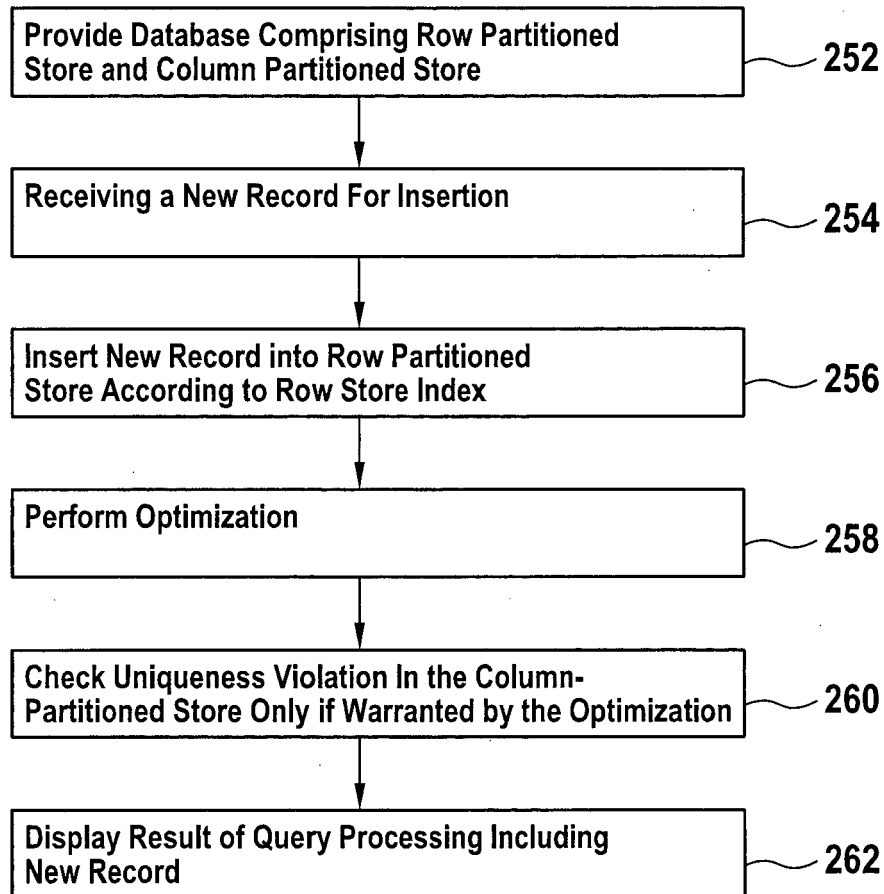 Provide Database Comprising Row Partitioned
Store and Column Partitioned Store
252
Receiving a New Record For Insertion
254
Insert New Record into Row Partitioned
Store According to Row Store Index
256
Perform Optimization
258
Check Uniqueness Violation In the Column-
Partitioned Store Only if Warranted by the Optimization
260
Display Result of Query Processing Including
New Record
262